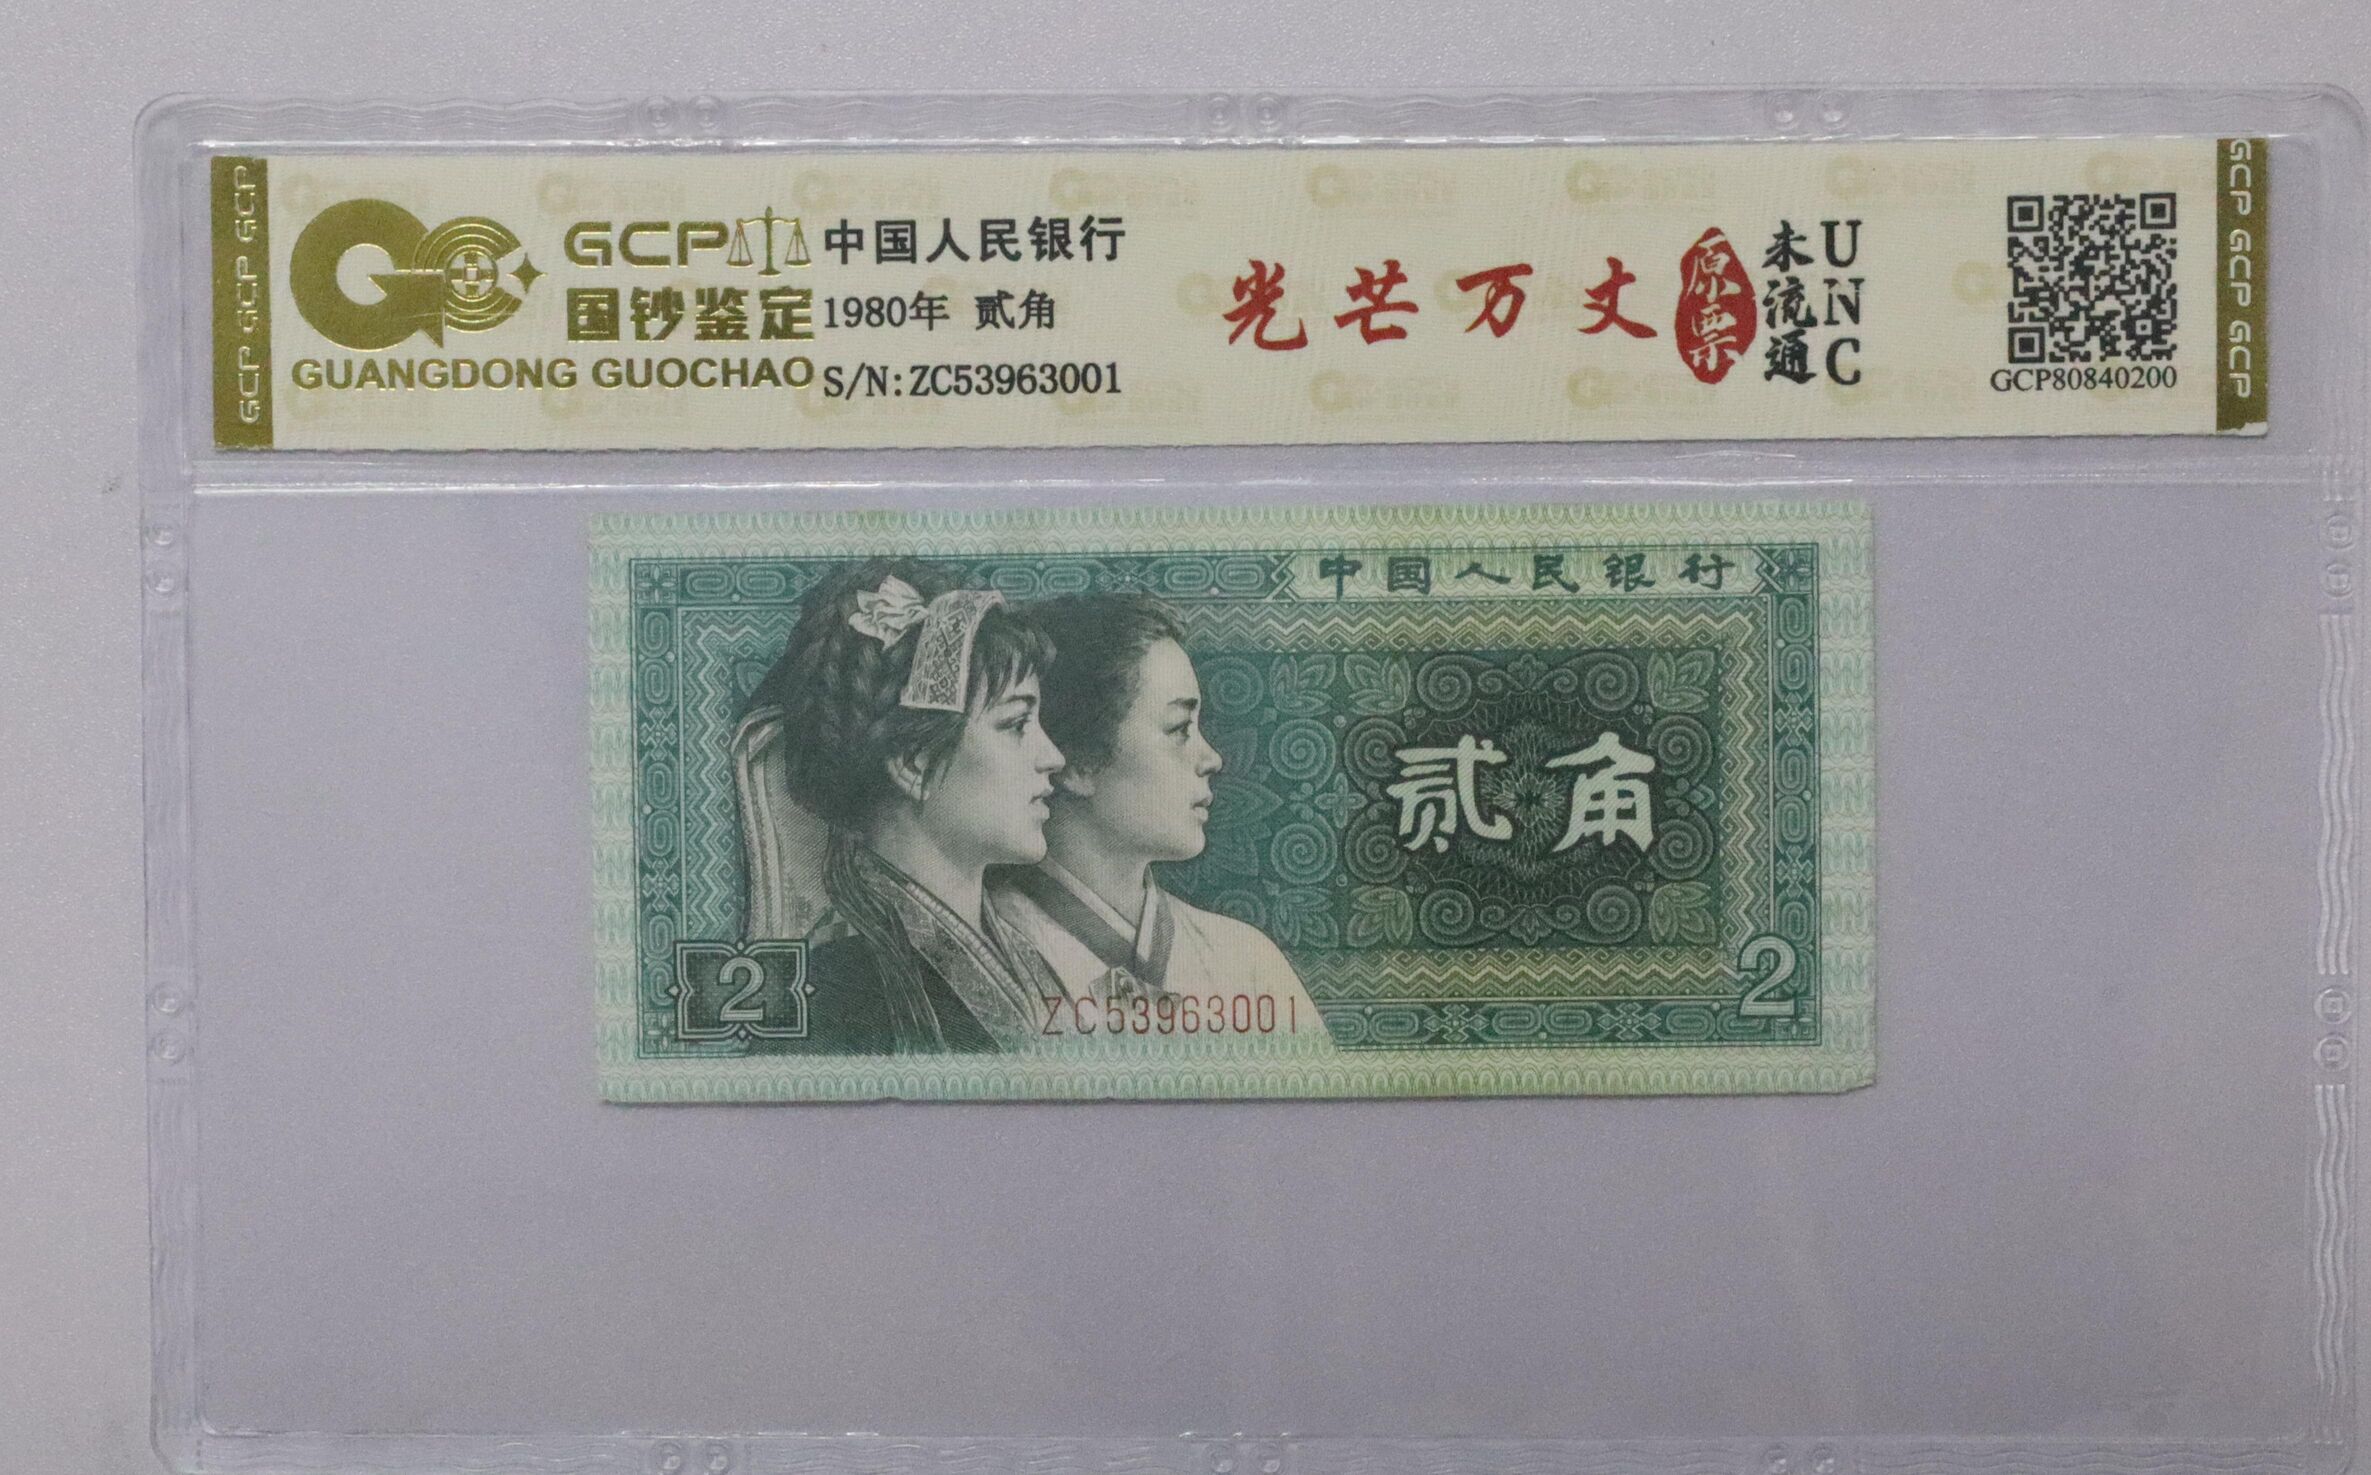 GCP GCP GCP
GCP
国钞鉴定
GUANGDONG GUOCHAO
中国人民银行
1980年 贰角
S/N:ZC53963001
光芒万丈
原票
未流通
UNC
GCP80840200
GCP GCP GCP
中国人民银行
贰角
2
ZC53963001
2